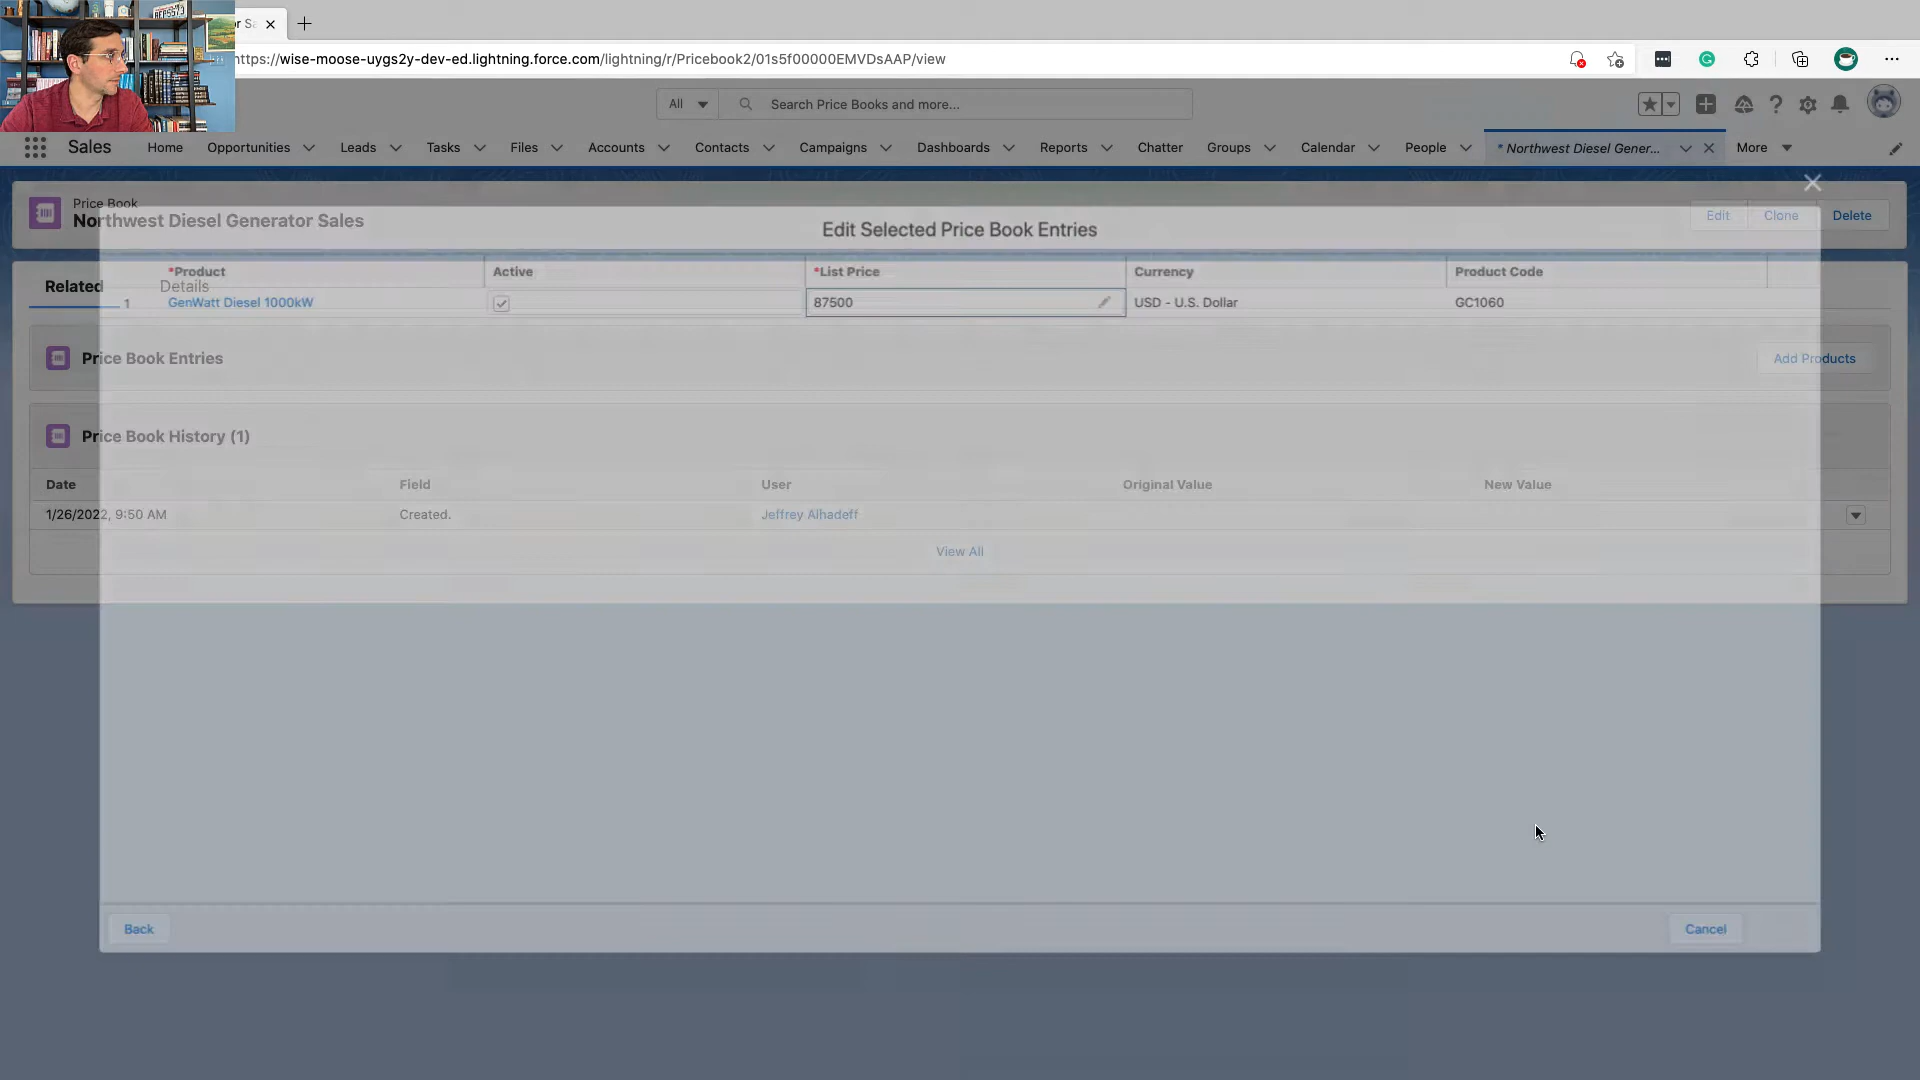 r S
https://wise-moose-uygs2y-dev-ed.lightning.force.com/lightning/r/Pricebook2/01s5f00000EMVDsAAP/view
All
Search Price Books and more...
Sales
Home
Opportunities
Leads
Tasks
Files
Accounts
Contacts
Campaigns
Dashboards
Reports
Chatter
Groups
Calendar
People
* Northwest Diesel Gener...
More
Price Book
Northwest Diesel Generator Sales
Edit
Clone
Delete
Edit Selected Price Book Entries
*Product
Active
*List Price
Currency
Product Code
Related
Details
1
GenWatt Diesel 1000kW
87500
USD - U.S. Dollar
GC1060
Price Book Entries
Add Products
Price Book History (1)
Date
Field
User
Original Value
New Value
1/26/2022, 9:50 AM
Created.
Jeffrey Alhadeff
View All
Back
Cancel